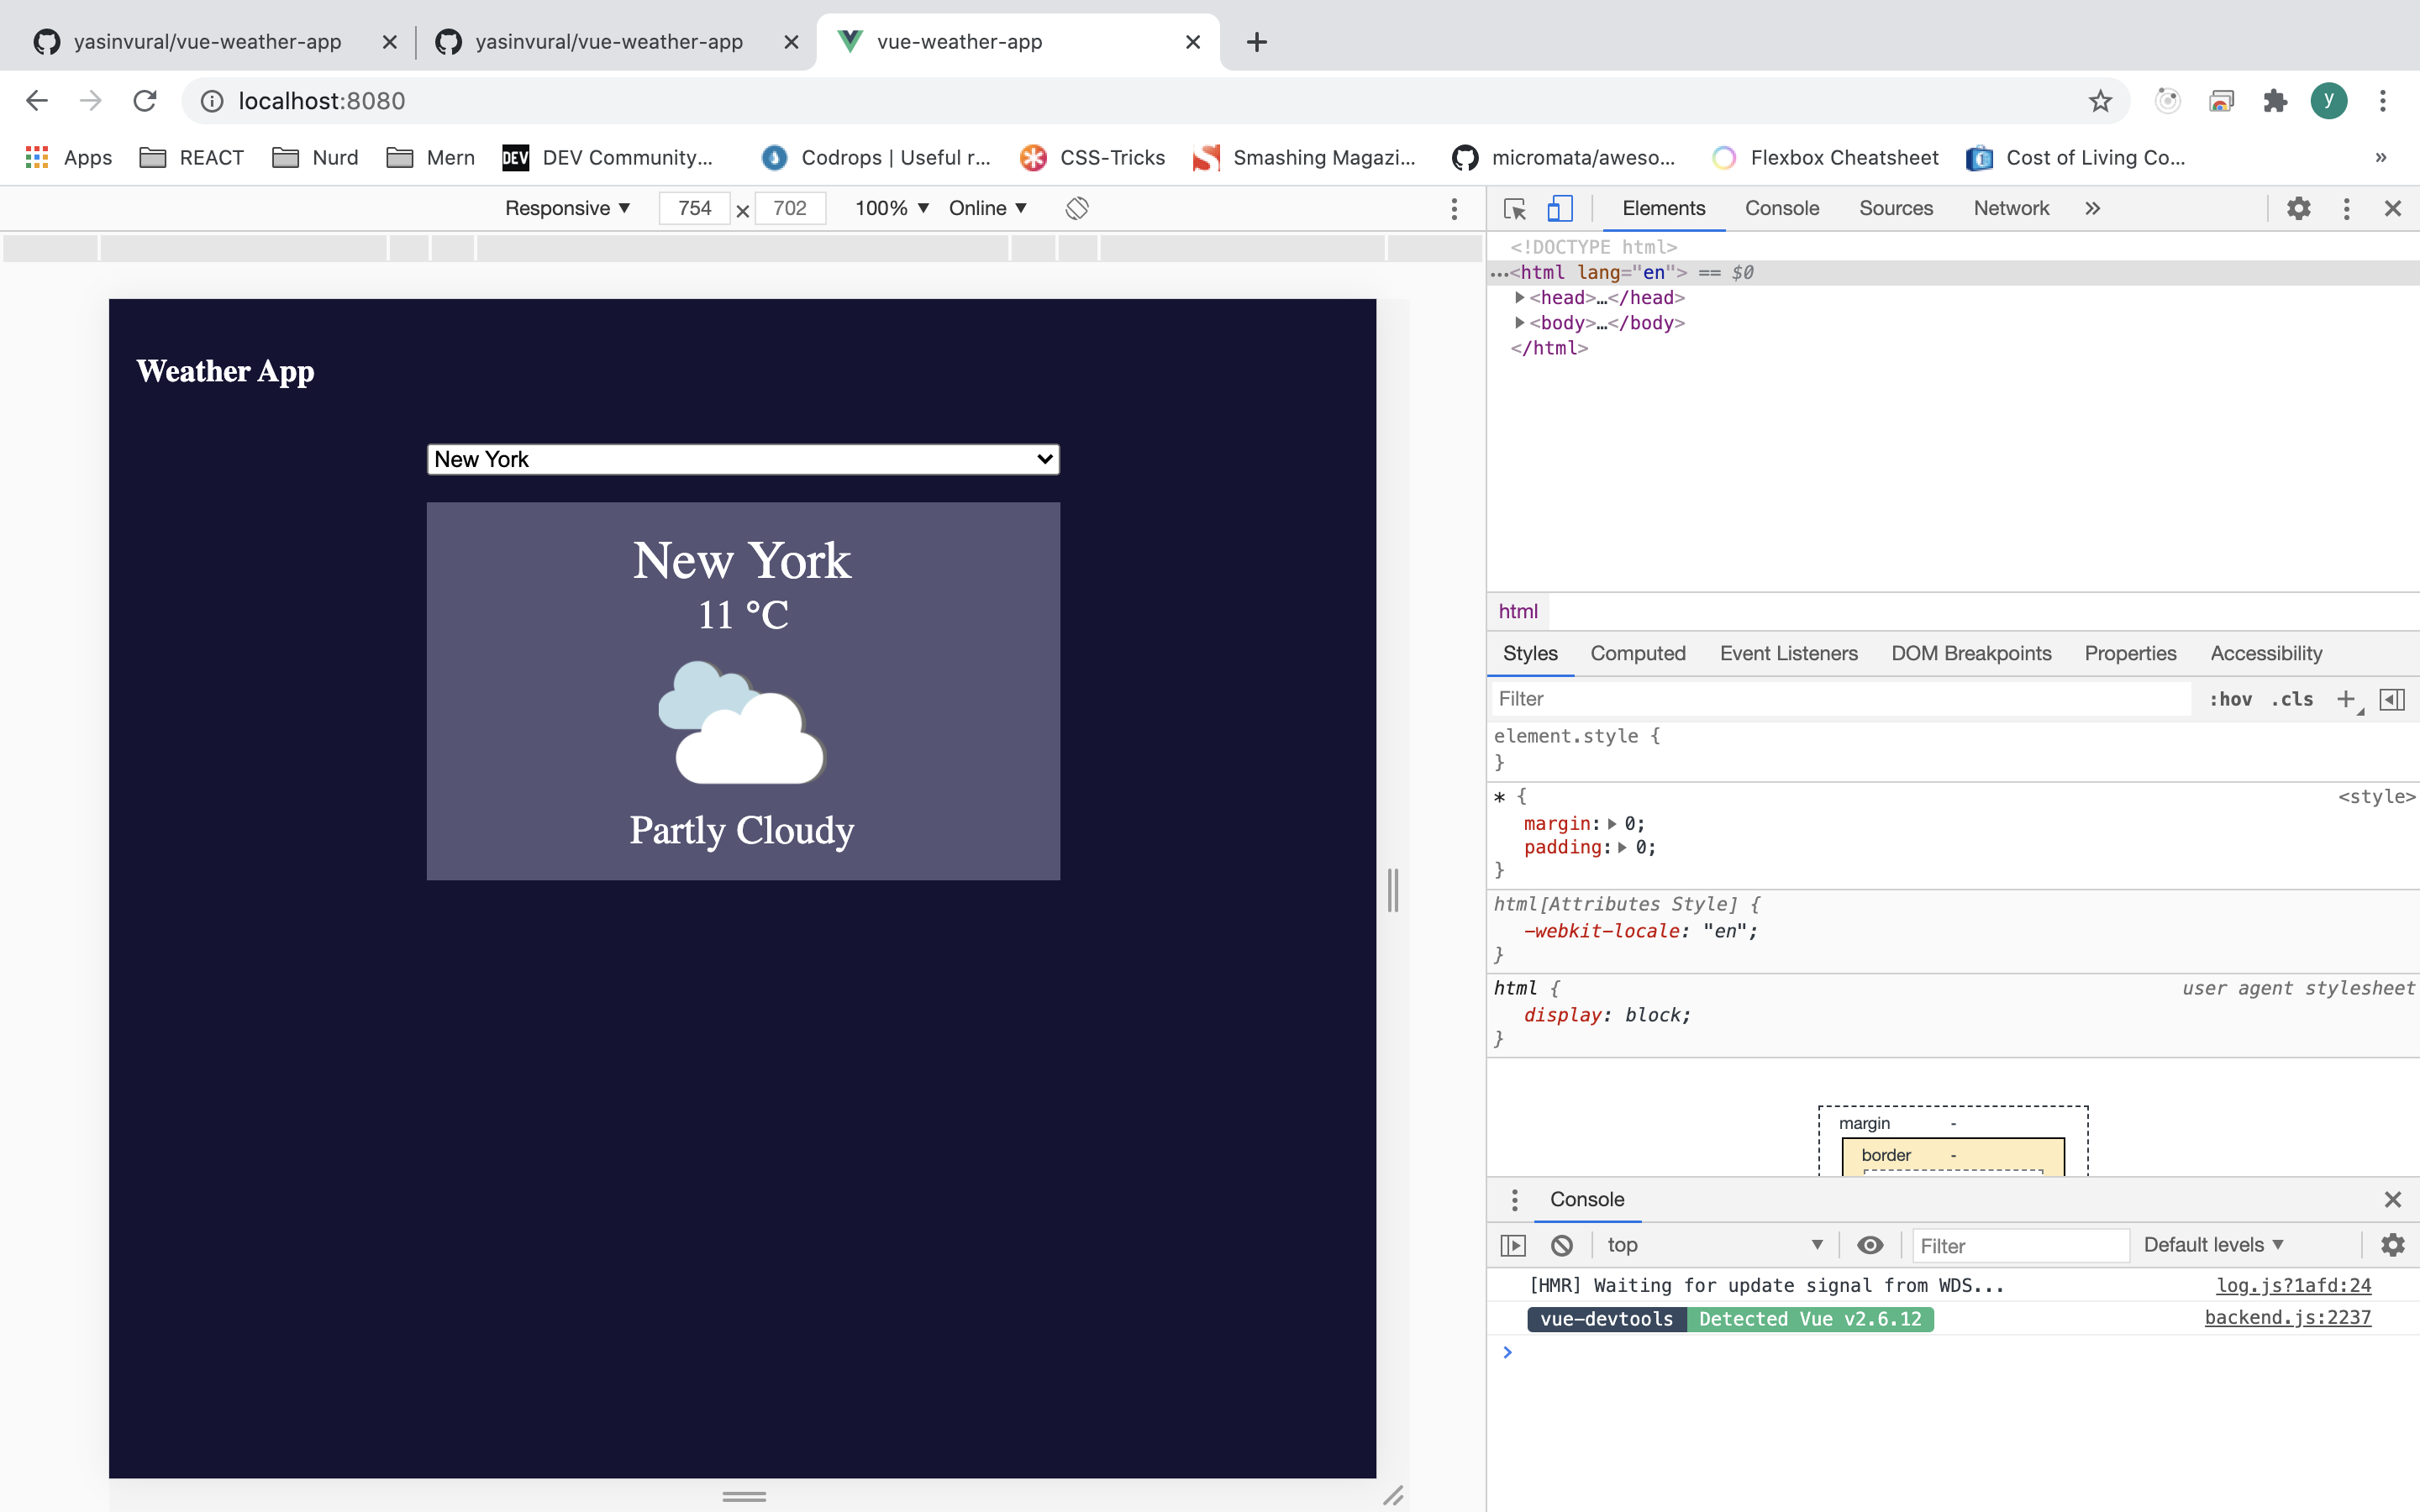 yasinvural/vue-weather-app
yasinvural/vue-weather-app
vue-weather-app
localhost:8080
y
Apps
REACT
Nurd
Mern
DEV
DEV Community...
Codrops | Useful r...
CSS-Tricks
Smashing Magazi...
micromata/aweso...
Flexbox Cheatsheet
Cost of Living Co...
»
Responsive ▼
754 × 702
100% ▼
Online ▼
Elements
Console
Sources
Network
»
Weather App
New York
New York
11 °C
Partly Cloudy
<!DOCTYPE html>
...<html lang="en"> == $0
<head>…</head>
<body>…</body>
</html>
html
Styles
Computed
Event Listeners
DOM Breakpoints
Properties
Accessibility
Filter
:hov
.cls
+
element.style {
}
* {
<style>
margin: 0;
padding: 0;
}
html[Attributes Style] {
-webkit-locale: "en";
}
html {
user agent stylesheet
display: block;
}
margin -
border -
Console
top
Filter
Default levels ▼
[HMR] Waiting for update signal from WDS...
log.js?1afd:24
vue-devtools Detected Vue v2.6.12
backend.js:2237